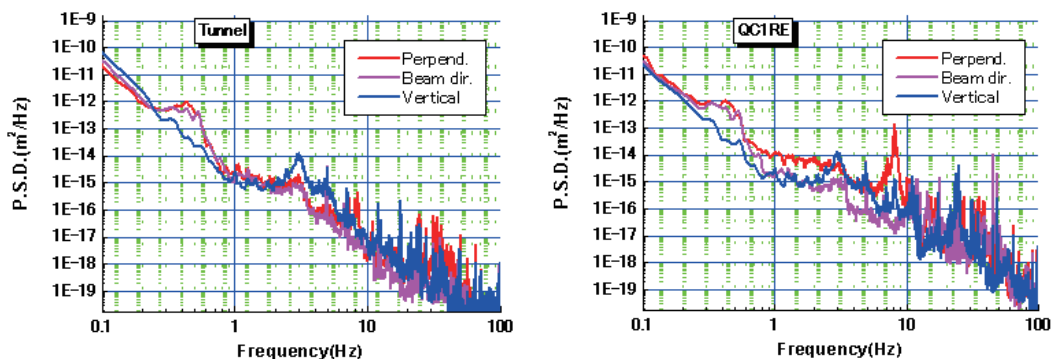 Tunnel
Perpend.
Beam dir.
Vertical
P.S.D.(m²/Hz)
1E−9
1E−10
1E−11
1E−12
1E−13
1E−14
1E−15
1E−16
1E−17
1E−18
1E−19
0.1
1
10
100
Frequency(Hz)
QC1RE
Perpend.
Beam dir.
Vertical
P.S.D.(m²/Hz)
1E−9
1E−10
1E−11
1E−12
1E−13
1E−14
1E−15
1E−16
1E−17
1E−18
1E−19
0.1
1
10
100
Frequency(Hz)